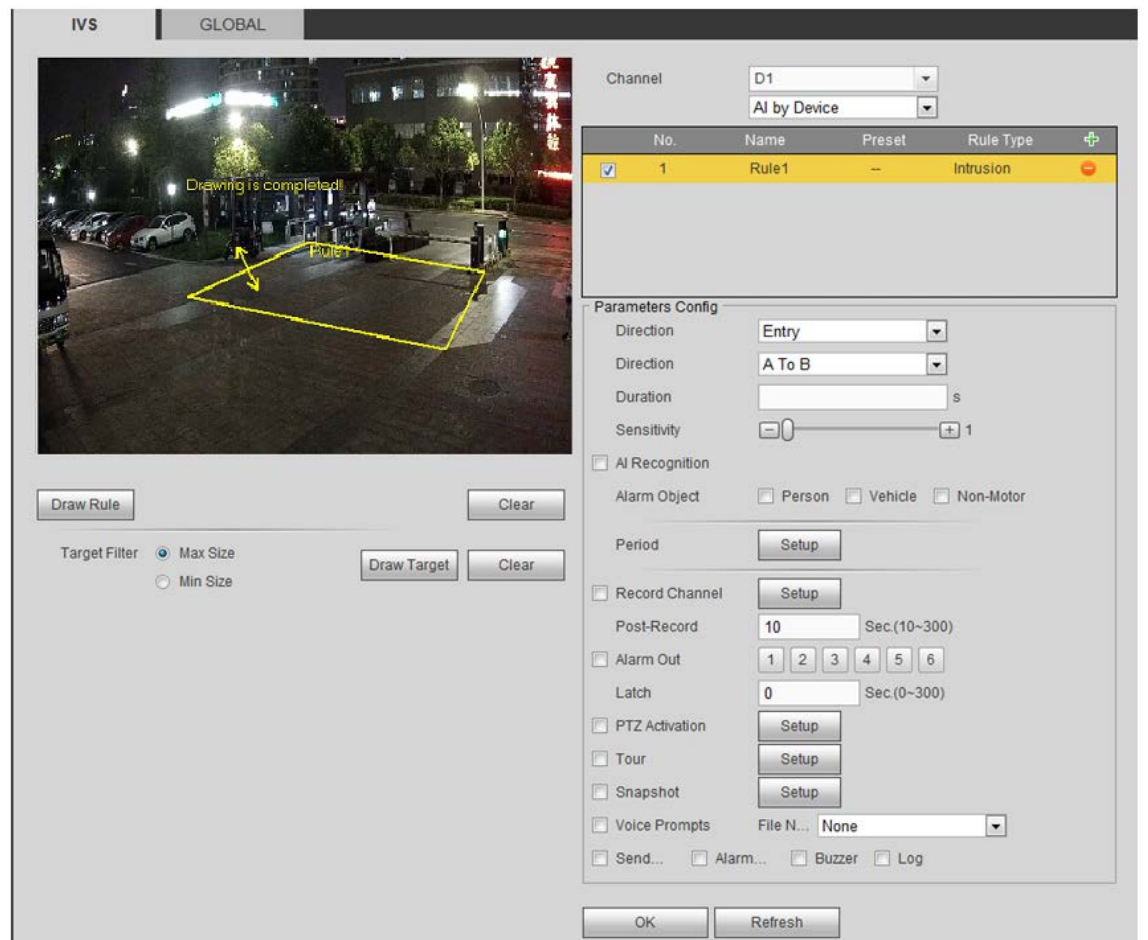 IVS GLOBAL
Drawing is completed!
Rule1
Draw Rule Clear
Target Filter Max Size
Min Size
Draw Target Clear
Channel D1
AI by Device
No. Name Preset Rule Type
1 Rule1 -- Intrusion
Parameters Config
Direction Entry
Direction A To B
Duration s
Sensitivity 1
AI Recognition
Alarm Object Person Vehicle Non-Motor
Period Setup
Record Channel Setup
Post-Record 10 Sec.(10~300)
Alarm Out 1 2 3 4 5 6
Latch 0 Sec.(0~300)
PTZ Activation Setup
Tour Setup
Snapshot Setup
Voice Prompts File N... None
Send... Alarm... Buzzer Log
OK Refresh